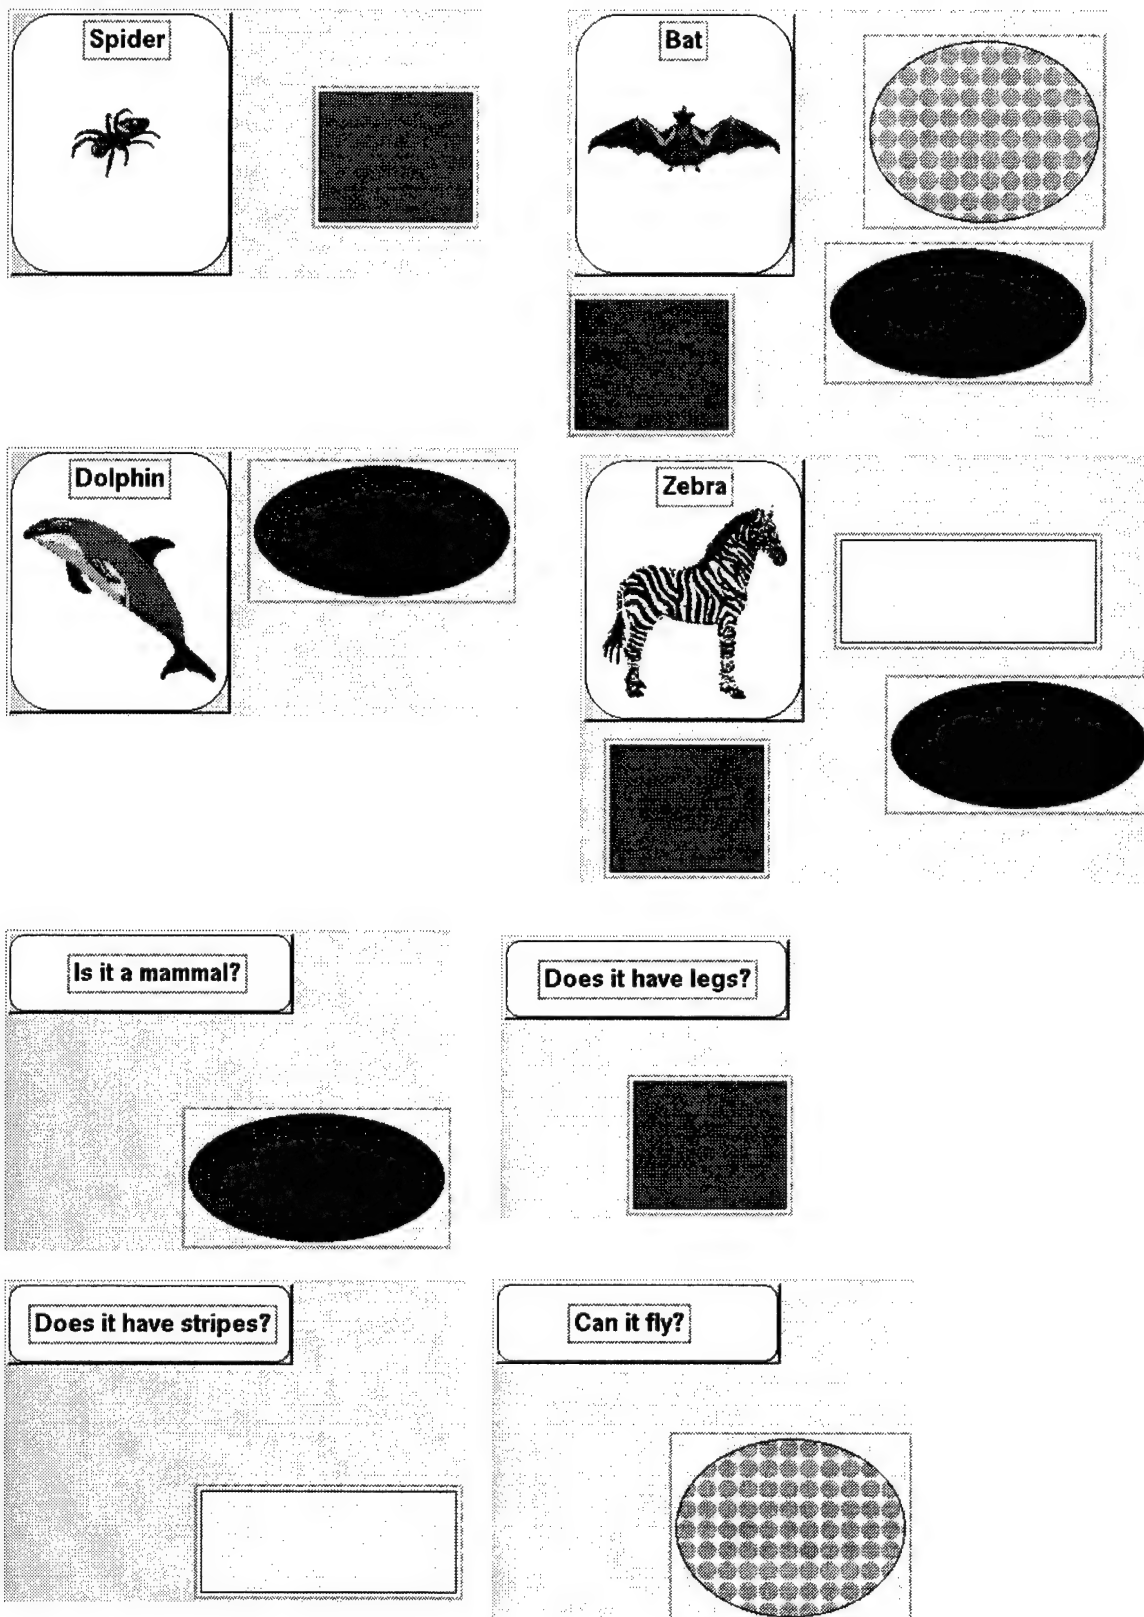 Spider
Bat
Dolphin
Zebra
Is it a mammal?
Does it have legs?
Does it have stripes?
Can it fly?